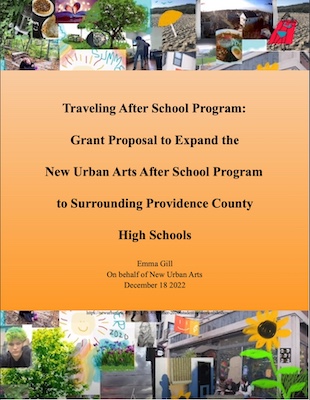 SUMME
Traveling After School Program:
Grant Proposal to Expand the
New Urban Arts After School Program
to Surrounding Providence County
High Schools
Emma Gill
On behalf of New Urban Arts
December 18 2022